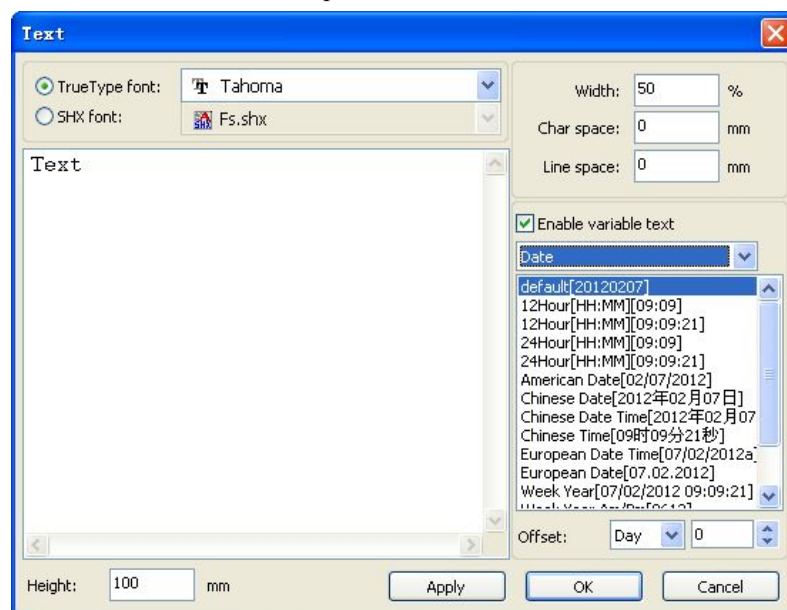 Text
TrueType font:
Tahoma
SHX font:
Fs.shx
Width: 50 %
Char space: 0 mm
Line space: 0 mm
Text
Enable variable text
Date
default[20120207]
12Hour[HH:MM][09:09]
12Hour[HH:MM][09:09:21]
24Hour[HH:MM][09:09]
24Hour[HH:MM][09:09:21]
American Date[02/07/2012]
Chinese Date[2012年02月07日]
Chinese Date Time[2012年02月07
Chinese Time[09时09分21秒]
European Date Time[07/02/2012a]
European Date[07.02.2012]
Week Year[07/02/2012 09:09:21]
Offset: Day 0
Height: 100 mm
Apply
OK
Cancel